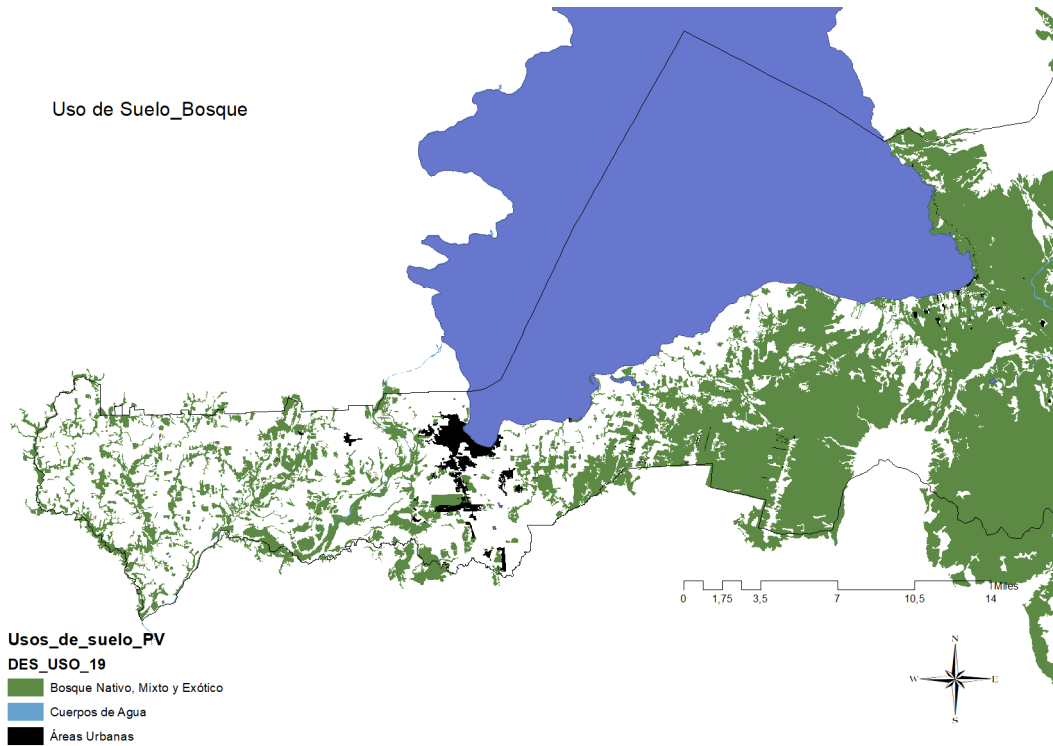 Uso de Suelo_Bosque
0 1,75 3,5 7 10,5 14 Miles
Usos_de_suelo_PV
DES_USO_19
Bosque Nativo, Mixto y Exótico
Cuerpos de Agua
Áreas Urbanas
N
W E
S